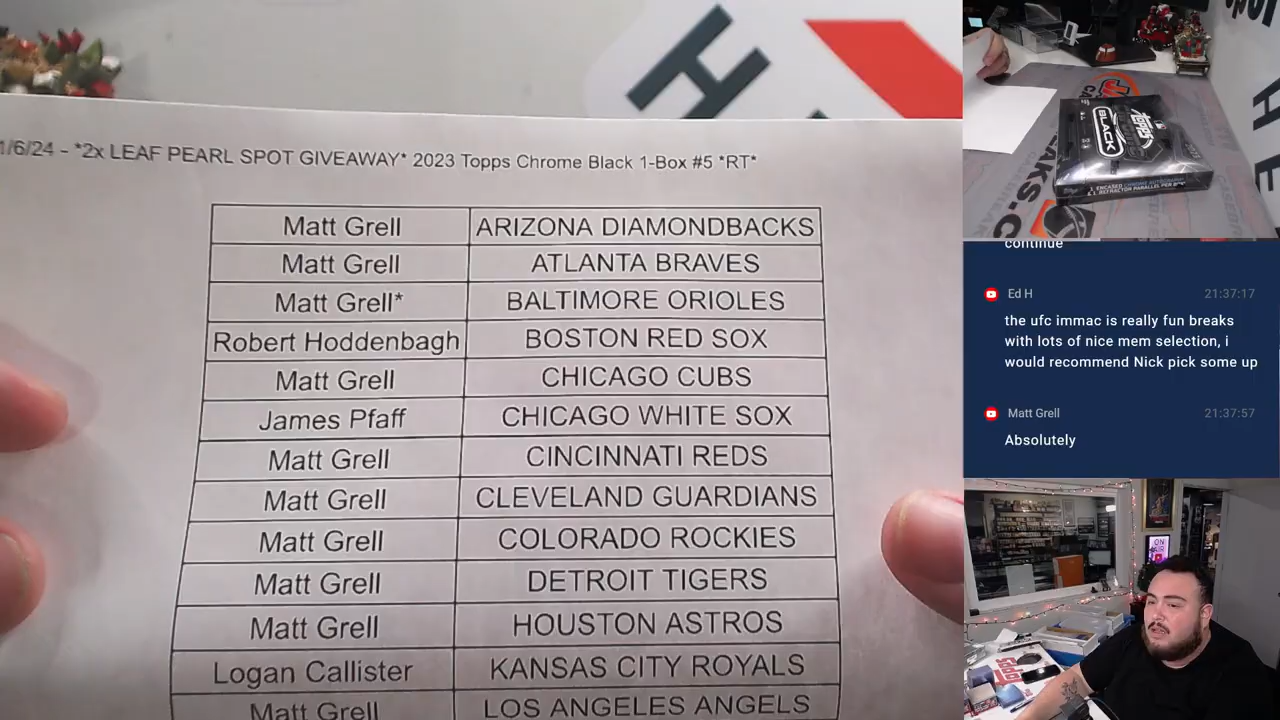 1/6/24 - *2x LEAF PEARL SPOT GIVEAWAY* 2023 Topps Chrome Black 1-Box #5 *RT*
Matt Grell ARIZONA DIAMONDBACKS
Matt Grell ATLANTA BRAVES
Matt Grell* BALTIMORE ORIOLES
Robert Hoddenbagh BOSTON RED SOX
Matt Grell CHICAGO CUBS
James Pfaff CHICAGO WHITE SOX
Matt Grell CINCINNATI REDS
Matt Grell CLEVELAND GUARDIANS
Matt Grell COLORADO ROCKIES
Matt Grell DETROIT TIGERS
Matt Grell HOUSTON ASTROS
Logan Callister KANSAS CITY ROYALS
Matt Grell LOS ANGELES ANGELS
H
topps
BLACK
continue
Ed H 21:37:17
the ufc immac is really fun breaks
with lots of nice mem selection, i
would recommend Nick pick some up
Matt Grell 21:37:57
Absolutely
ON
AIR
topps